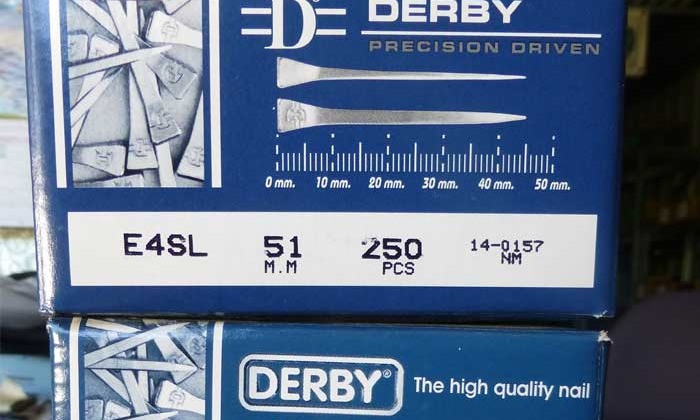 D®
DERBY
PRECISION DRIVEN
0 mm. 10 mm. 20 mm. 30 mm. 40 mm. 50 mm.
E4SL 51 250 14-0157
M.M PCS NM
DERBY® The high quality nail